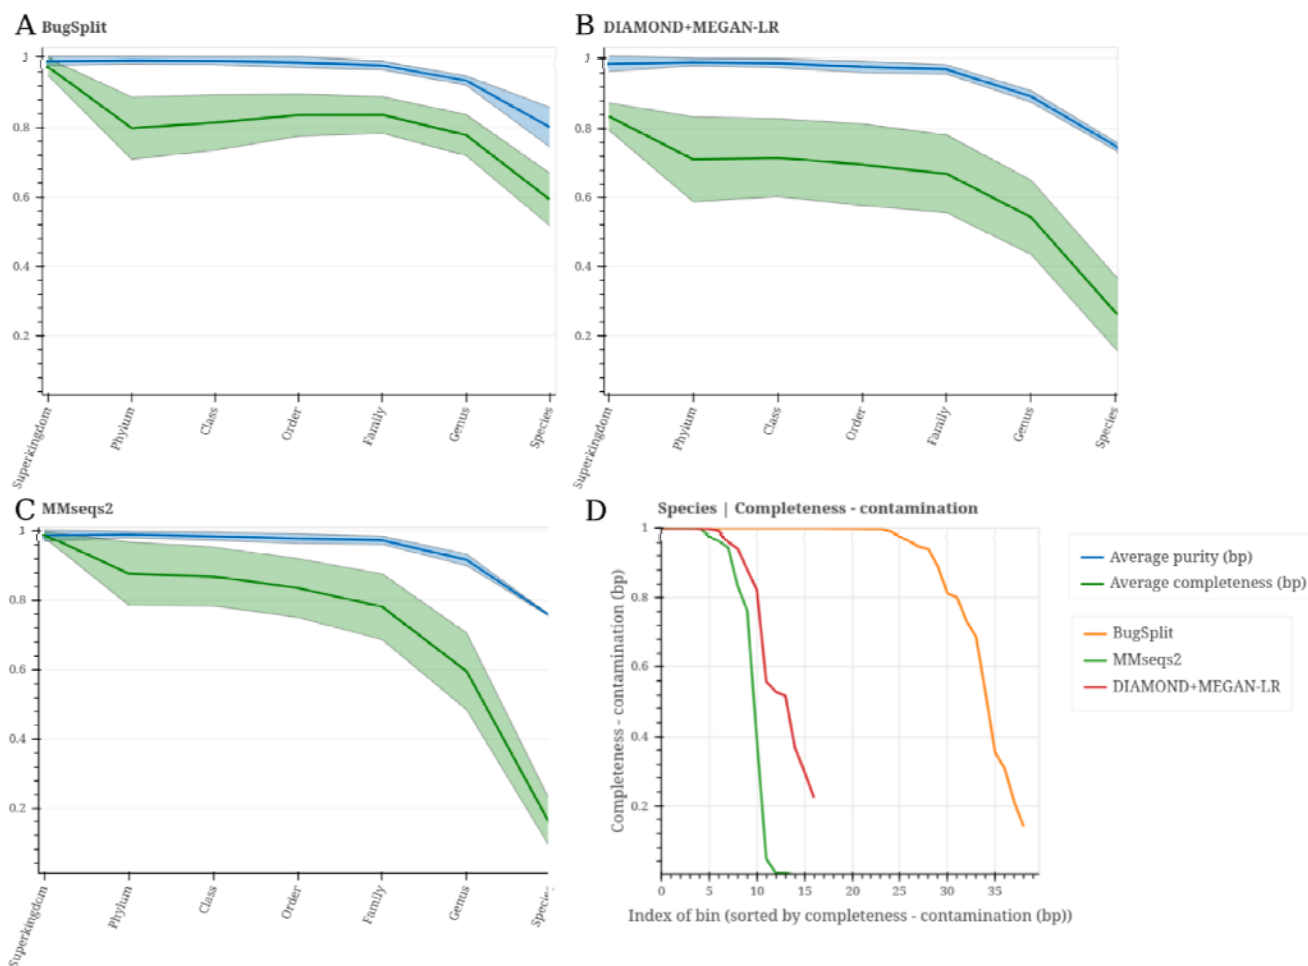 A BugSplit
1
0.8
0.6
0.4
0.2
Superkingdom
Phylum
Class
Order
Family
Genus
Species
B DIAMOND+MEGAN-LR
1
0.8
0.6
0.4
0.2
Superkingdom
Phylum
Class
Order
Family
Genus
Species
C MMseqs2
1
0.8
0.6
0.4
0.2
Superkingdom
Phylum
Class
Order
Family
Genus
Specie
D Species | Completeness - contamination
Completeness - contamination (bp)
1
0.8
0.6
0.4
0.2
0 5 10 15 20 25 30 35
Index of bin (sorted by completeness - contamination (bp))
Average purity (bp)
Average completeness (bp)
BugSplit
MMseqs2
DIAMOND+MEGAN-LR